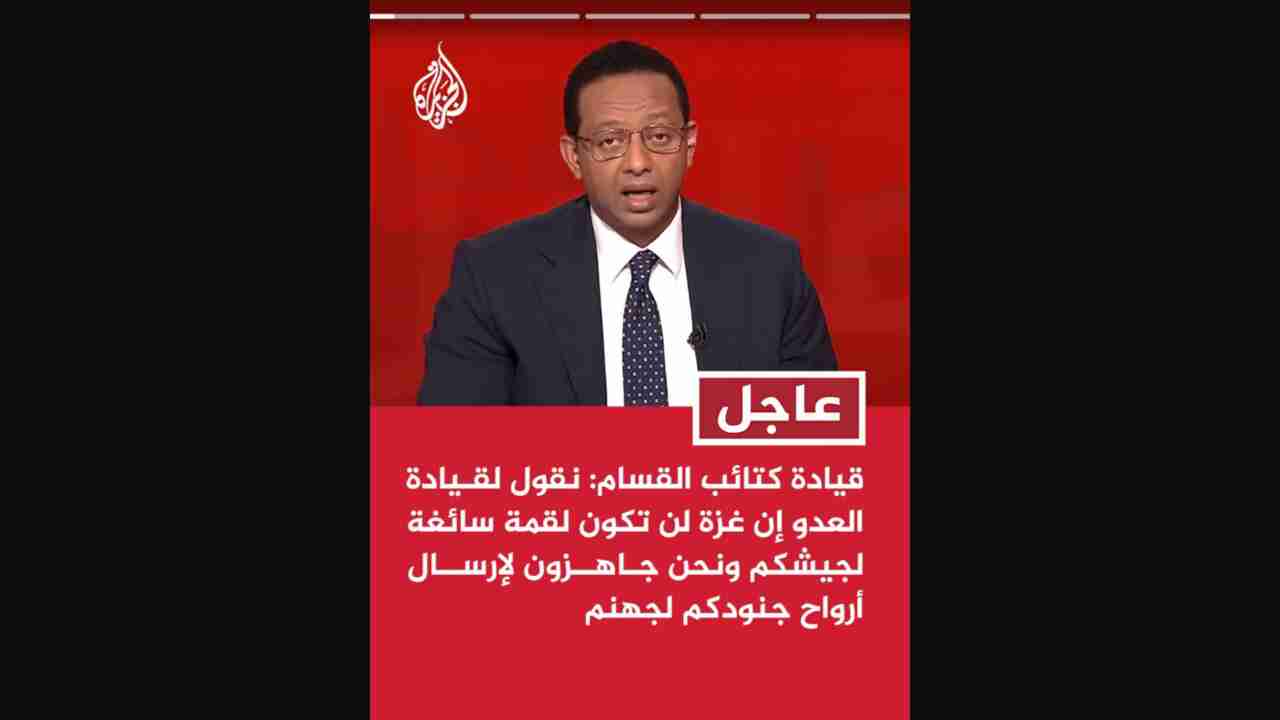 الجزيرة
عاجل
قيادة كتائب القسام: نقول لقيادة
العدو إن غزة لن تكون لقمة سائغة
لجيشكم ونحن جاهزون لإرسال
أرواح جنودكم لجهنم